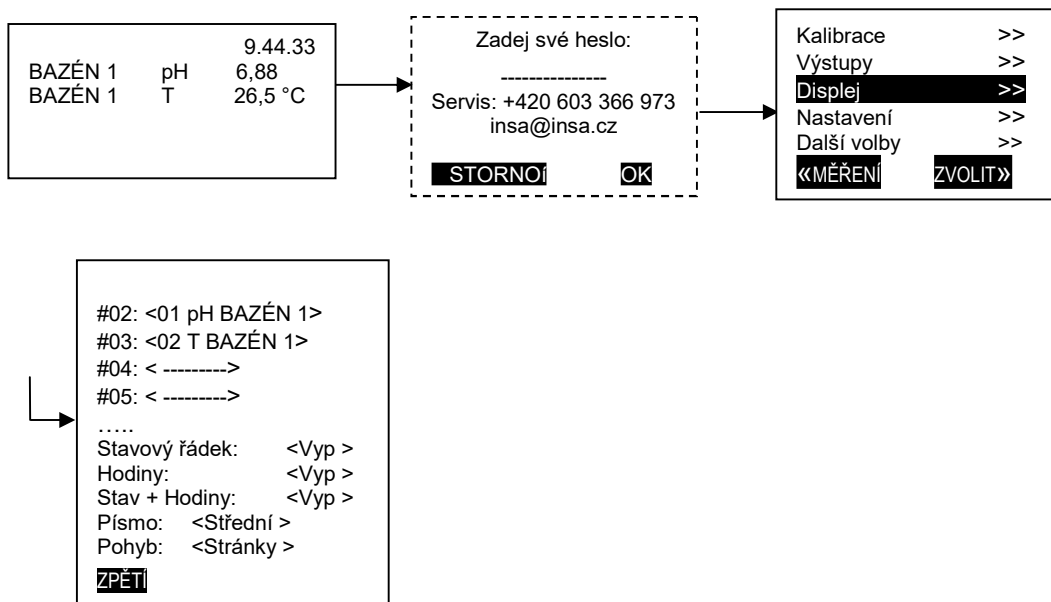 9.44.33
BAZÉN 1 pH 6,88
BAZÉN 1 T 26,5 °C
Zadej své heslo:
---------------
Servis: +420 603 366 973
insa@insa.cz
STORNOí OK
Kalibrace >>
Výstupy >>
Displej >>
Nastavení >>
Další volby >>
«MĚŘENÍ ZVOLIT»
#02: <01 pH BAZÉN 1>
#03: <02 T BAZÉN 1>
#04: < --------->
#05: < --------->
…..
Stavový řádek: <Vyp >
Hodiny: <Vyp >
Stav + Hodiny: <Vyp >
Písmo: <Střední >
Pohyb: <Stránky >
ZPĚTÍ